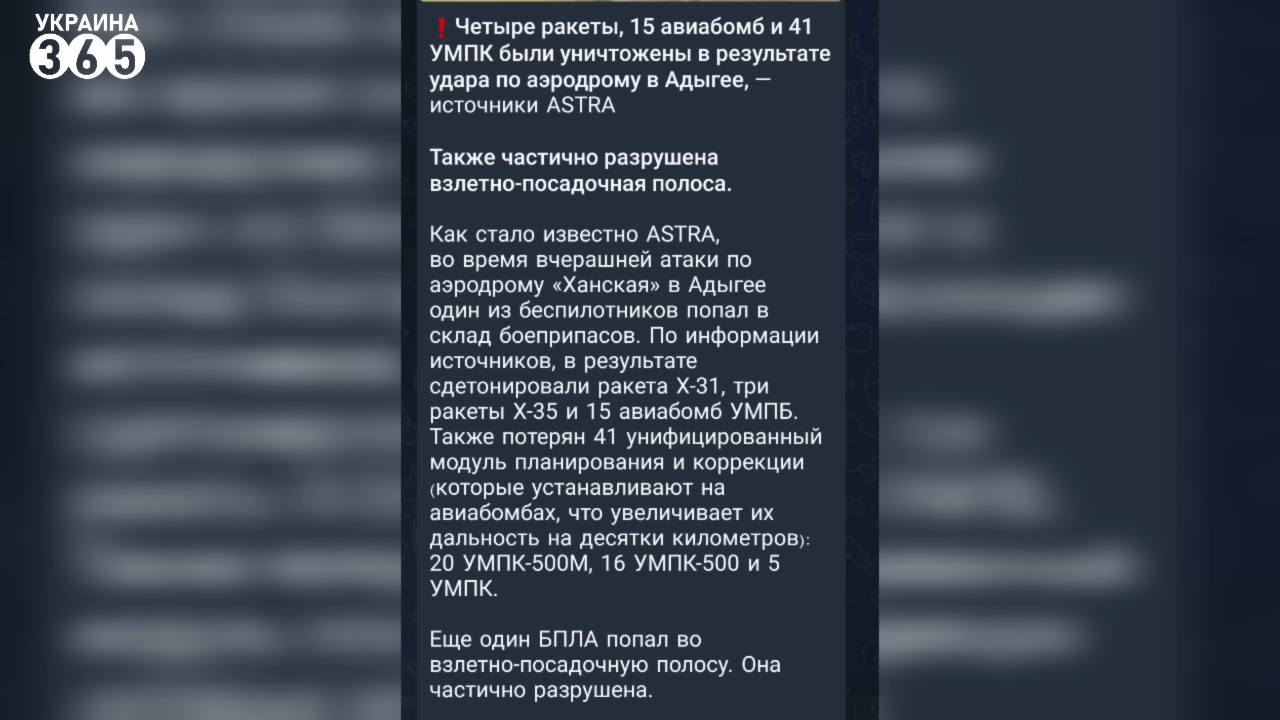 УКРАИНА
365
❗Четыре ракеты, 15 авиабомб и 41
УМПК были уничтожены в результате
удара по аэродрому в Адыгее, —
источники ASTRA
Также частично разрушена
взлетно-посадочная полоса.
Как стало известно ASTRA,
во время вчерашней атаки по
аэродрому «Ханская» в Адыгее
один из беспилотников попал в
склад боеприпасов. По информации
источников, в результате
сдетонировали ракета Х-31, три
ракеты Х-35 и 15 авиабомб УМПБ.
Также потерян 41 унифицированный
модуль планирования и коррекции
(которые устанавливают на
авиабомбах, что увеличивает их
дальность на десятки километров):
20 УМПК-500М, 16 УМПК-500 и 5
УМПК.
Еще один БПЛА попал во
взлетно-посадочную полосу. Она
частично разрушена.